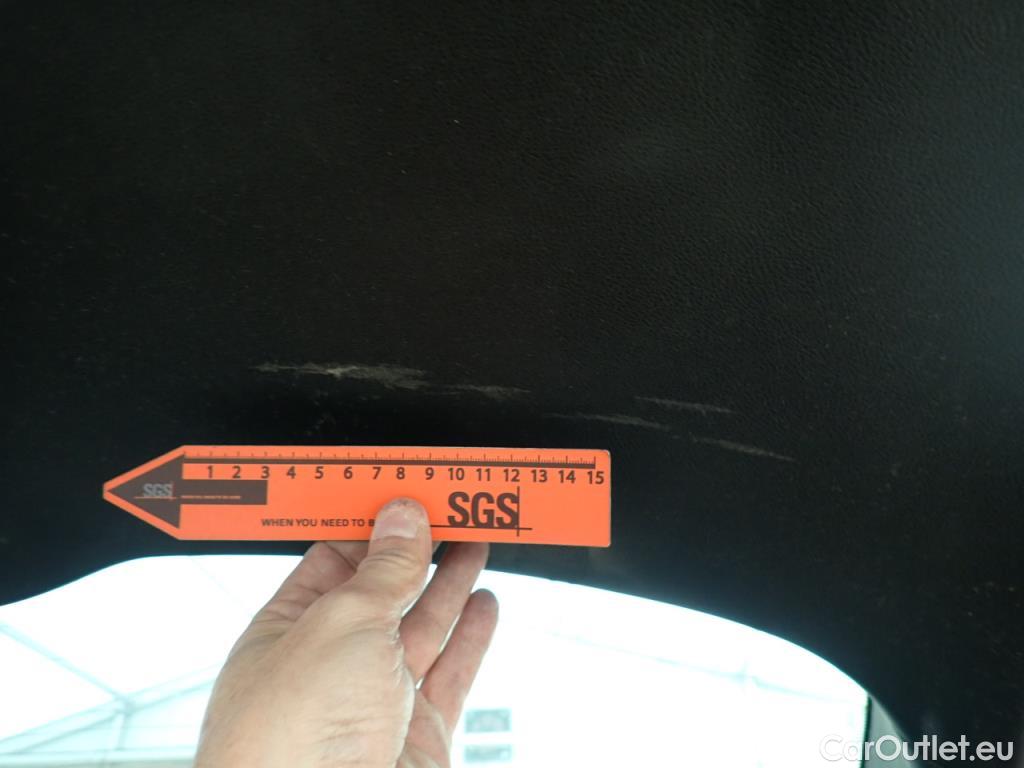 1 2 3 4 5 6 7 8 9 10 11 12 13 14 15
SGS
WHEN YOU NEED TO B
SGS
CarOutlet.eu